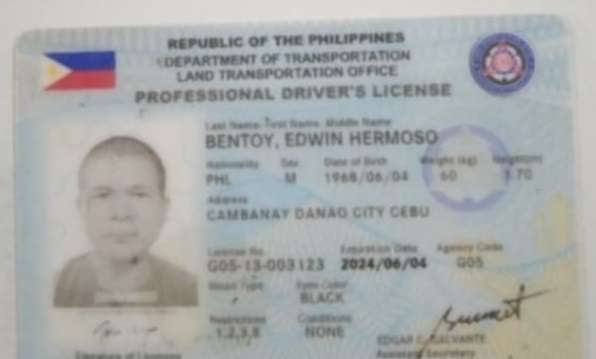 REPUBLIC OF THE PHILIPPINES
DEPARTMENT OF TRANSPORTATION
LAND TRANSPORTATION OFFICE
PROFESSIONAL DRIVER'S LICENSE
Last Name, First Name, Middle Name
BENTOY, EDWIN HERMOSO
Nationality Sex Date of Birth Weight (kg) Height(m)
PHL M 1968/06/04 60 1.70
Address
CAMBANAY DANAO CITY CEBU
License No. Expiration Date Agency Code
G05-13-003123 2024/06/04 G05
Blood Type Eyes Color
BLACK
Restrictions Conditions
1,2,3,8 NONE
EDGAR C. GALVANTE
Assistant Secretary
Signature of Licensee